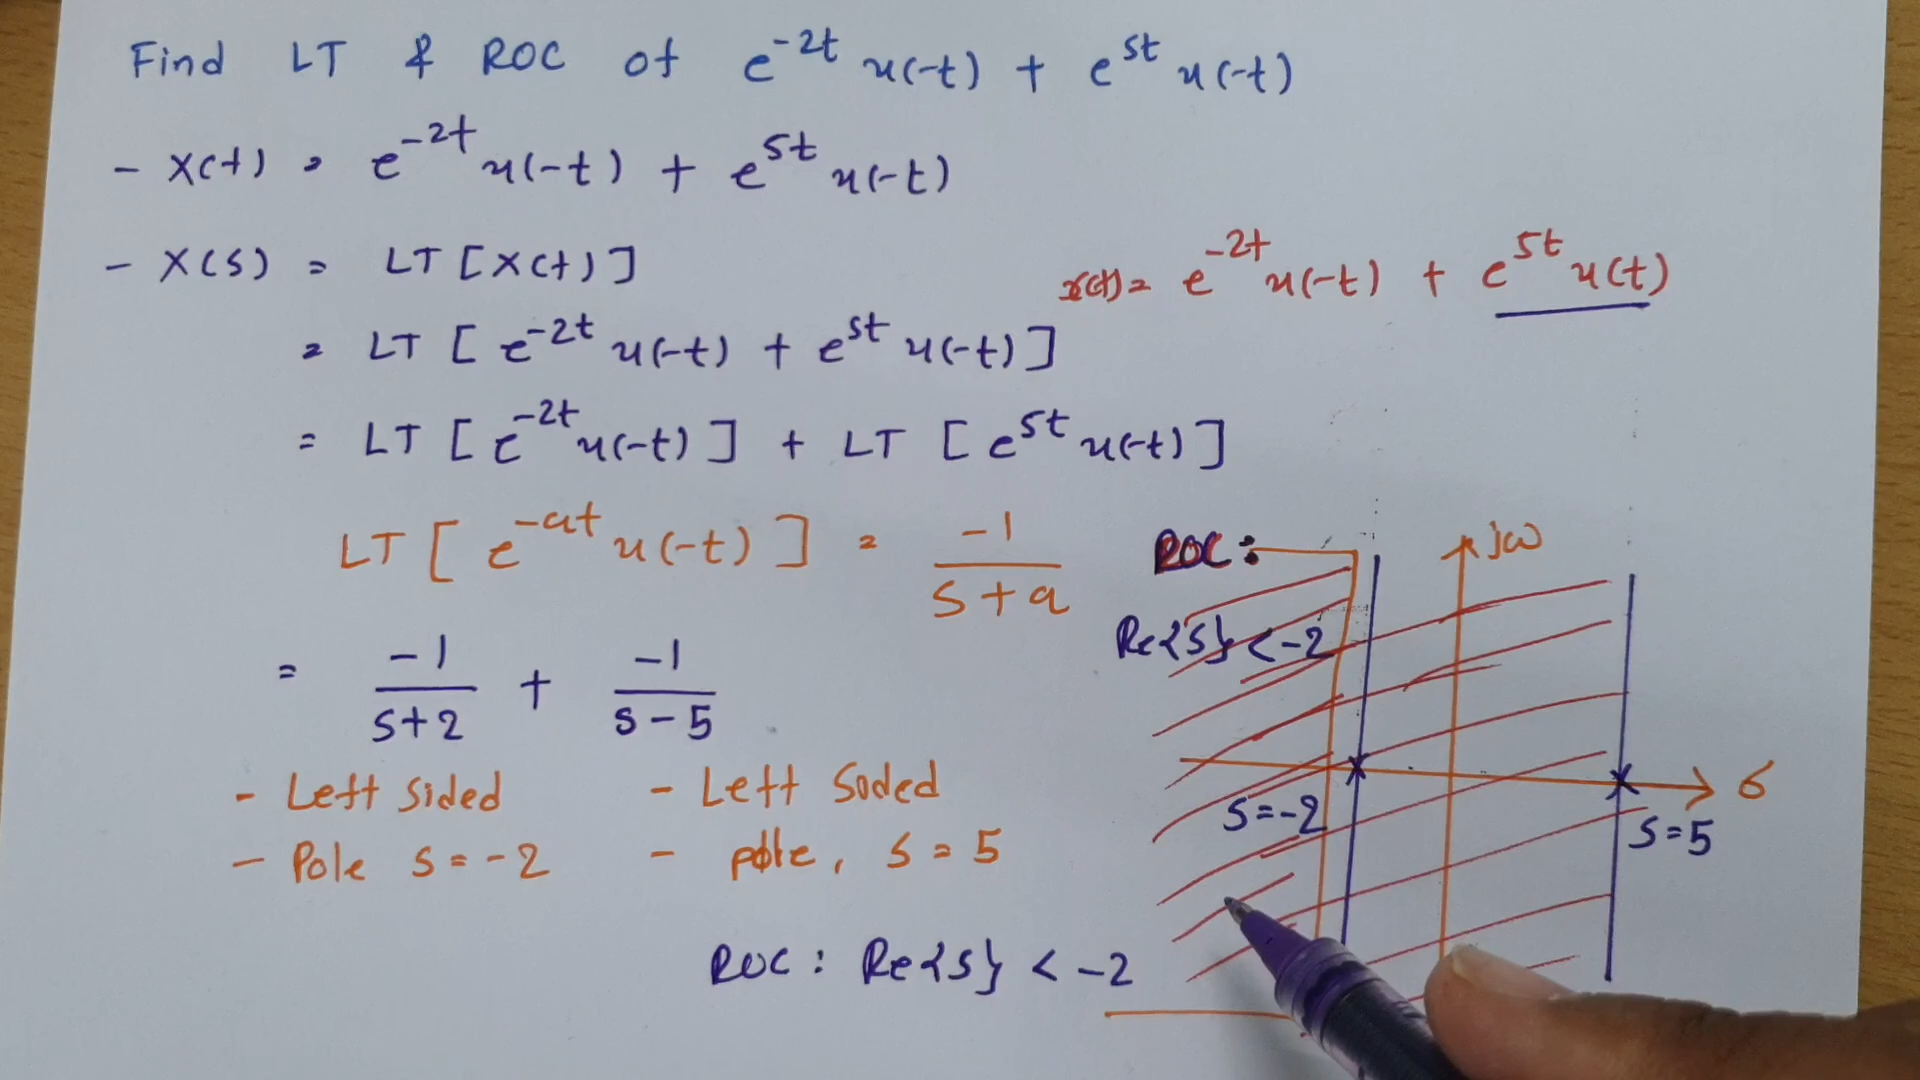 Find LT & ROC of e^-2t u(-t) + e^5t u(-t)
- x(t) = e^-2t u(-t) + e^5t u(-t)
- X(s) = LT [x(t)]
x(t) = e^-2t u(-t) + e^5t u(t)
= LT [e^-2t u(-t) + e^5t u(-t)]
= LT [e^-2t u(-t)] + LT [e^5t u(-t)]
LT [e^-at u(-t)] = -1/(s+a)
= -1/(s+2) + -1/(s-5)
- Left Sided
- Pole s = -2
- Left Soded
- pole, s = 5
ROC: Re{s} < -2
ROC:
Re{s} < -2
jω
σ
S=-2
S=5